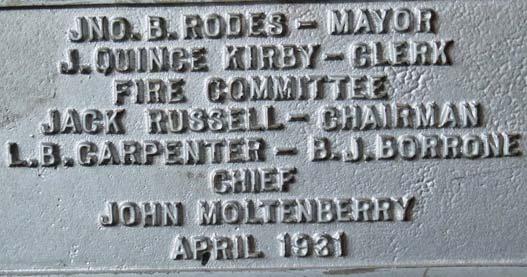 JNO. B. RODES - MAYOR
J. QUINCE KIRBY - CLERK
FIRE COMMITTEE
JACK RUSSELL - CHAIRMAN
L.B. CARPENTER - B.J. BORRONE
CHIEF
JOHN MOLTENBERRY
APRIL 1931